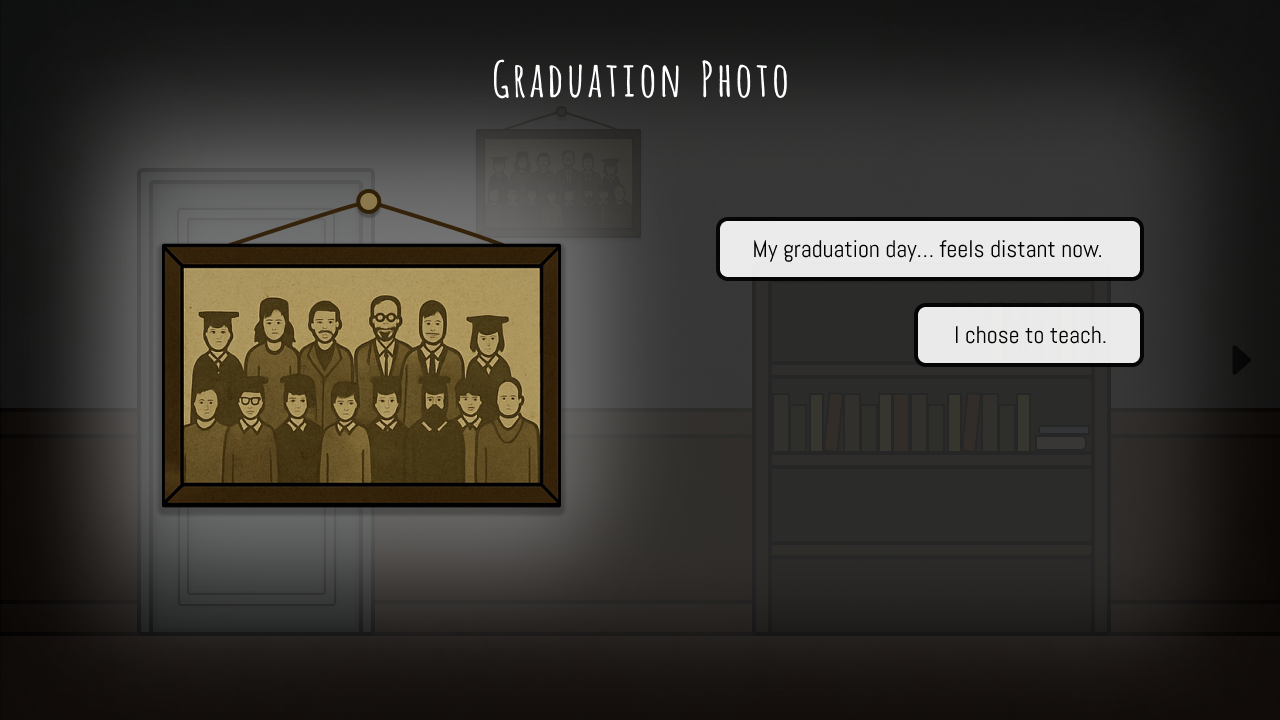 Graduation Photo
My graduation day... feels distant now.
I chose to teach.